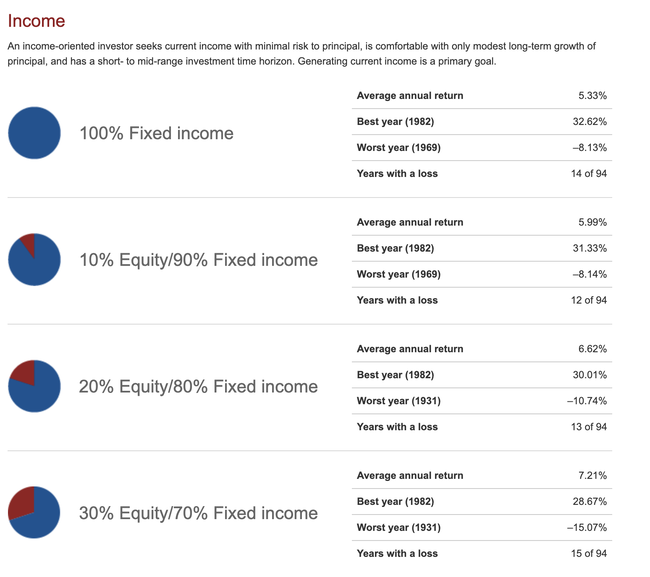 Income
An income-oriented investor seeks current income with minimal risk to principal, is comfortable with only modest long-term growth of
principal, and has a short- to mid-range investment time horizon. Generating current income is a primary goal.
100% Fixed income
Average annual return 5.33%
Best year (1982) 32.62%
Worst year (1969) –8.13%
Years with a loss 14 of 94
10% Equity/90% Fixed income
Average annual return 5.99%
Best year (1982) 31.33%
Worst year (1969) –8.14%
Years with a loss 12 of 94
20% Equity/80% Fixed income
Average annual return 6.62%
Best year (1982) 30.01%
Worst year (1931) –10.74%
Years with a loss 13 of 94
30% Equity/70% Fixed income
Average annual return 7.21%
Best year (1982) 28.67%
Worst year (1931) –15.07%
Years with a loss 15 of 94